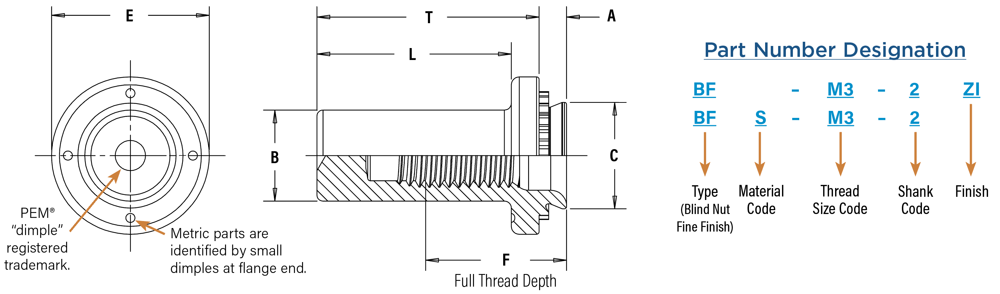 E
T
A
L
B
C
F
Full Thread Depth
PEM®
“dimple”
registered
trademark.
Metric parts are
identified by small
dimples at flange end.
Part Number Designation
BF - M3 - 2 ZI
BF S - M3 - 2
Type
(Blind Nut
Fine Finish)
Material
Code
Thread
Size Code
Shank
Code
Finish